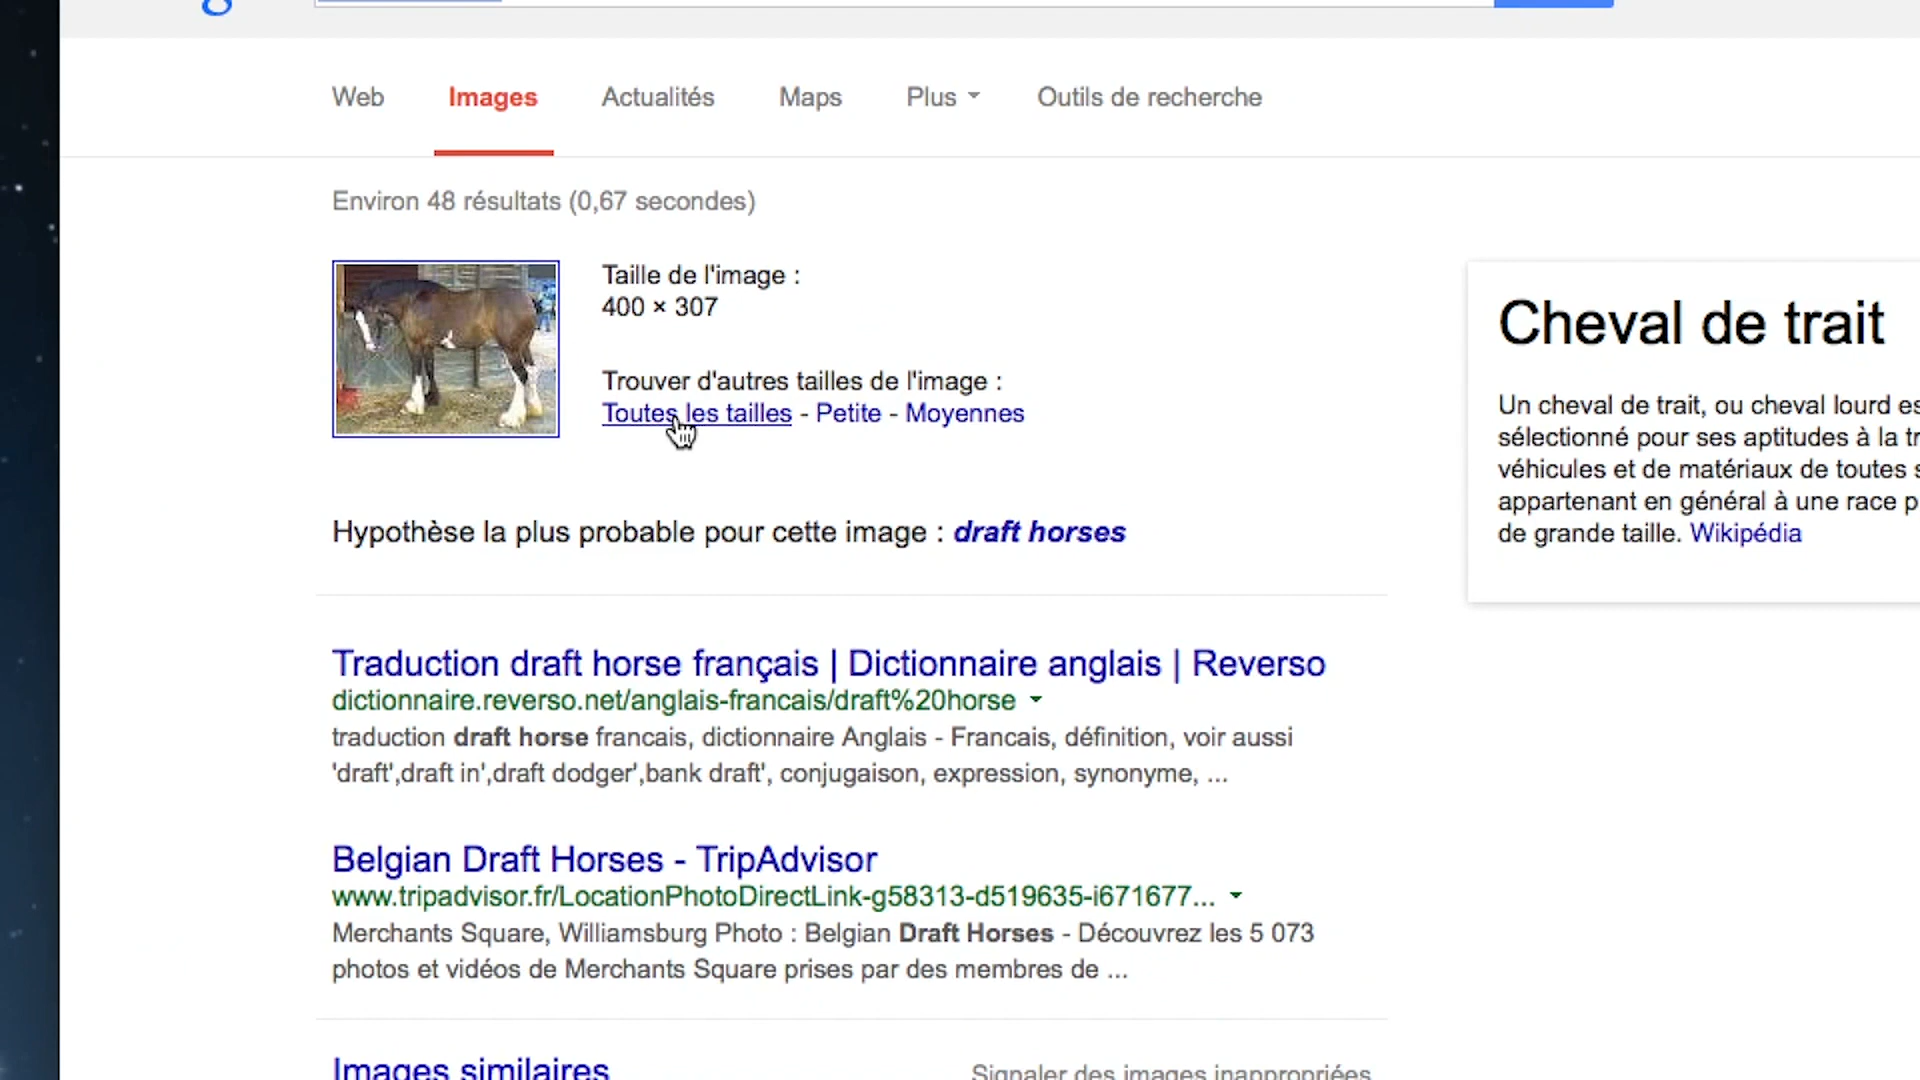 Web Images Actualités Maps Plus Outils de recherche
Environ 48 résultats (0,67 secondes)
Taille de l'image :
400 × 307
Trouver d'autres tailles de l'image :
Toutes les tailles - Petite - Moyennes
Hypothèse la plus probable pour cette image : draft horses
Traduction draft horse français | Dictionnaire anglais | Reverso
dictionnaire.reverso.net/anglais-francais/draft%20horse
traduction draft horse francais, dictionnaire Anglais - Francais, définition, voir aussi
'draft',draft in',draft dodger',bank draft', conjugaison, expression, synonyme, ...
Belgian Draft Horses - TripAdvisor
www.tripadvisor.fr/LocationPhotoDirectLink-g58313-d519635-i671677...
Merchants Square, Williamsburg Photo : Belgian Draft Horses - Découvrez les 5 073
photos et vidéos de Merchants Square prises par des membres de ...
Images similaires
Signaler des images inappropriées
Cheval de trait
Un cheval de trait, ou cheval lourd es
sélectionné pour ses aptitudes à la tr
véhicules et de matériaux de toutes s
appartenant en général à une race p
de grande taille. Wikipédia